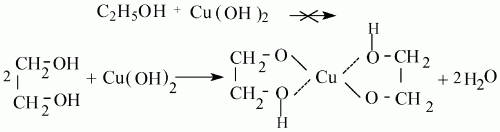 C₂H₅OH + Cu(OH)₂
CH₂-OH
2 + Cu(OH)₂
CH₂-OH
CH₂-O
CH₂-O
H
Cu
H
O-CH₂
O-CH₂
+ 2H₂O